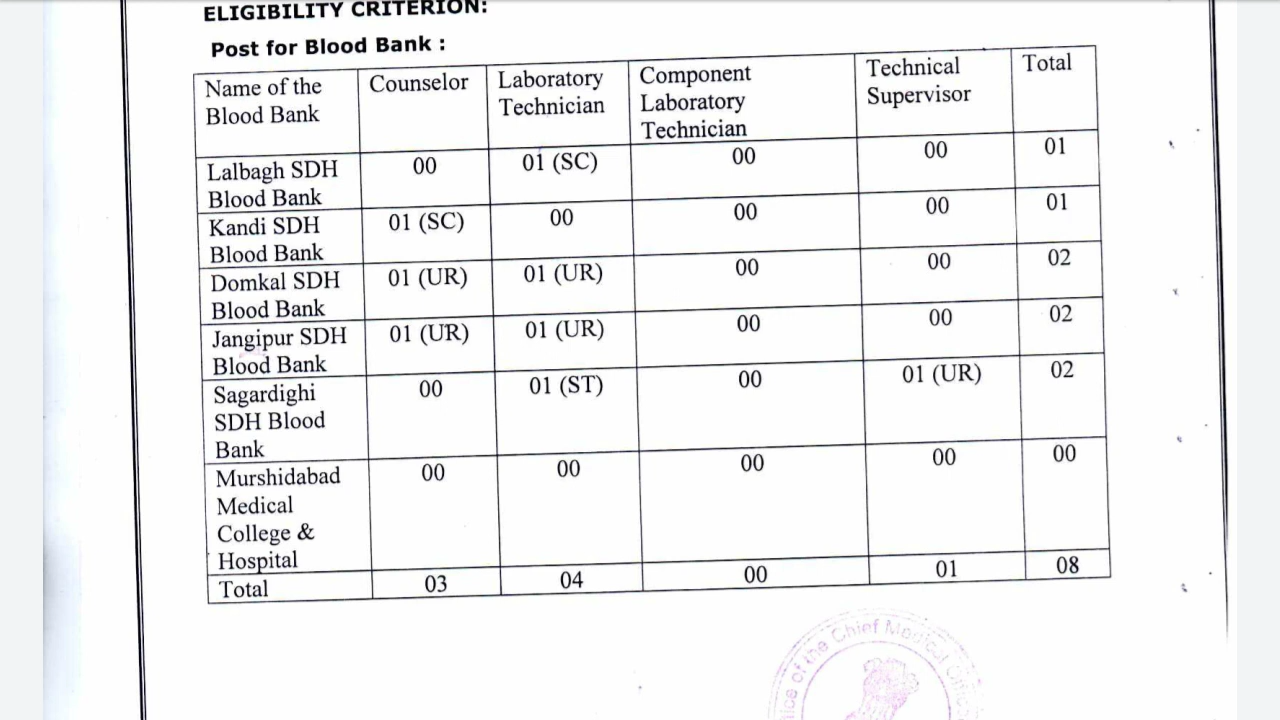 ELIGIBILITY CRITERION:
Post for Blood Bank :
Name of the Blood Bank | Counselor | Laboratory Technician | Component Laboratory Technician | Technical Supervisor | Total
Lalbagh SDH Blood Bank | 00 | 01 (SC) | 00 | 00 | 01
Kandi SDH Blood Bank | 01 (SC) | 00 | 00 | 00 | 01
Domkal SDH Blood Bank | 01 (UR) | 01 (UR) | 00 | 00 | 02
Jangipur SDH Blood Bank | 01 (UR) | 01 (UR) | 00 | 00 | 02
Sagardighi SDH Blood Bank | 00 | 01 (ST) | 00 | 01 (UR) | 02
Murshidabad Medical College & Hospital | 00 | 00 | 00 | 00 | 00
Total | 03 | 04 | 00 | 01 | 08
of the Chief Medical